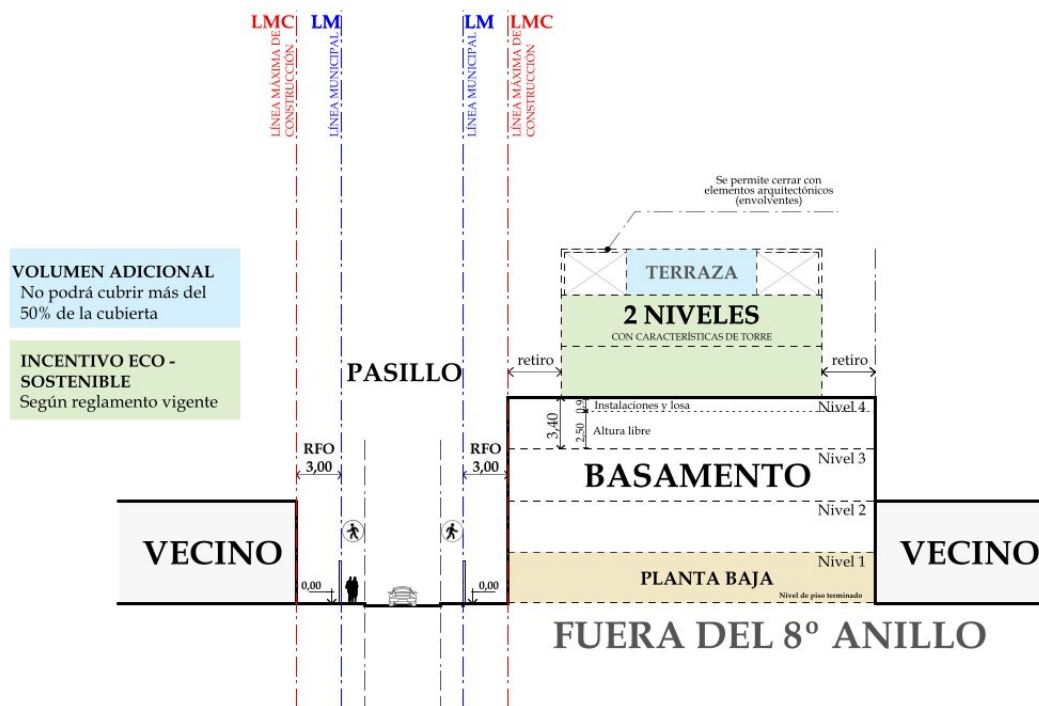 LMC
LM
LM
LMC
LÍNEA MÁXIMA DE
CONSTRUCCIÓN
LÍNEA MUNICIPAL
LÍNEA MUNICIPAL
LÍNEA MÁXIMA DE
CONSTRUCCIÓN
Se permite cerrar con
elementos arquitectónicos
(envolventes)
VOLUMEN ADICIONAL
No podrá cubrir más del
50% de la cubierta
INCENTIVO ECO -
SOSTENIBLE
Según reglamento vigente
TERRAZA
2 NIVELES
CON CARACTERÍSTICAS DE TORRE
PASILLO
retiro
retiro
RFO
3,00
RFO
3,00
3,40
0,9
Instalaciones y losa
2,50
Altura libre
Nivel 4
Nivel 3
BASAMENTO
Nivel 2
Nivel 1
PLANTA BAJA
Nivel de piso terminado
VECINO
0,00
0,00
VECINO
FUERA DEL 8º ANILLO